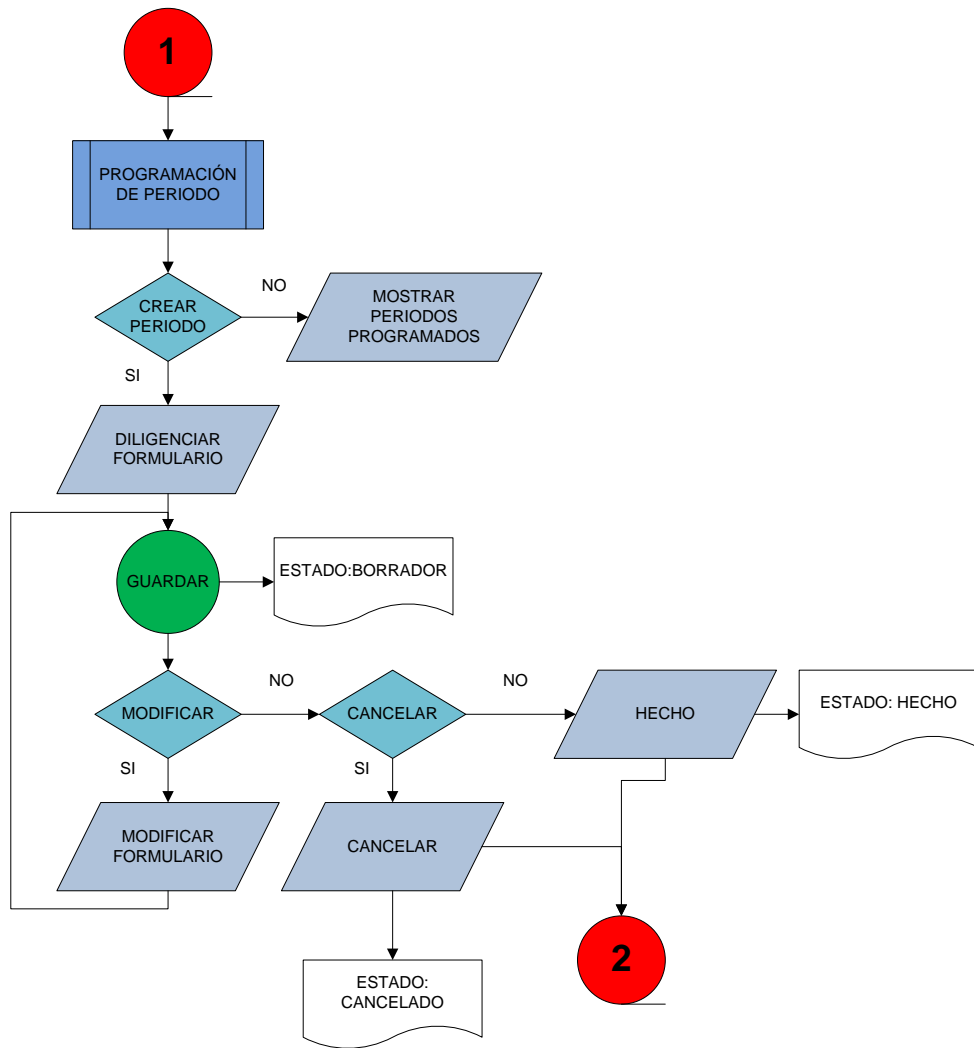 1
PROGRAMACIÓN
DE PERIODO
CREAR
PERIODO
NO
MOSTRAR
PERIODOS
PROGRAMADOS
SI
DILIGENCIAR
FORMULARIO
GUARDAR
ESTADO:BORRADOR
MODIFICAR
NO
CANCELAR
NO
HECHO
ESTADO: HECHO
SI
SI
MODIFICAR
FORMULARIO
CANCELAR
2
ESTADO:
CANCELADO